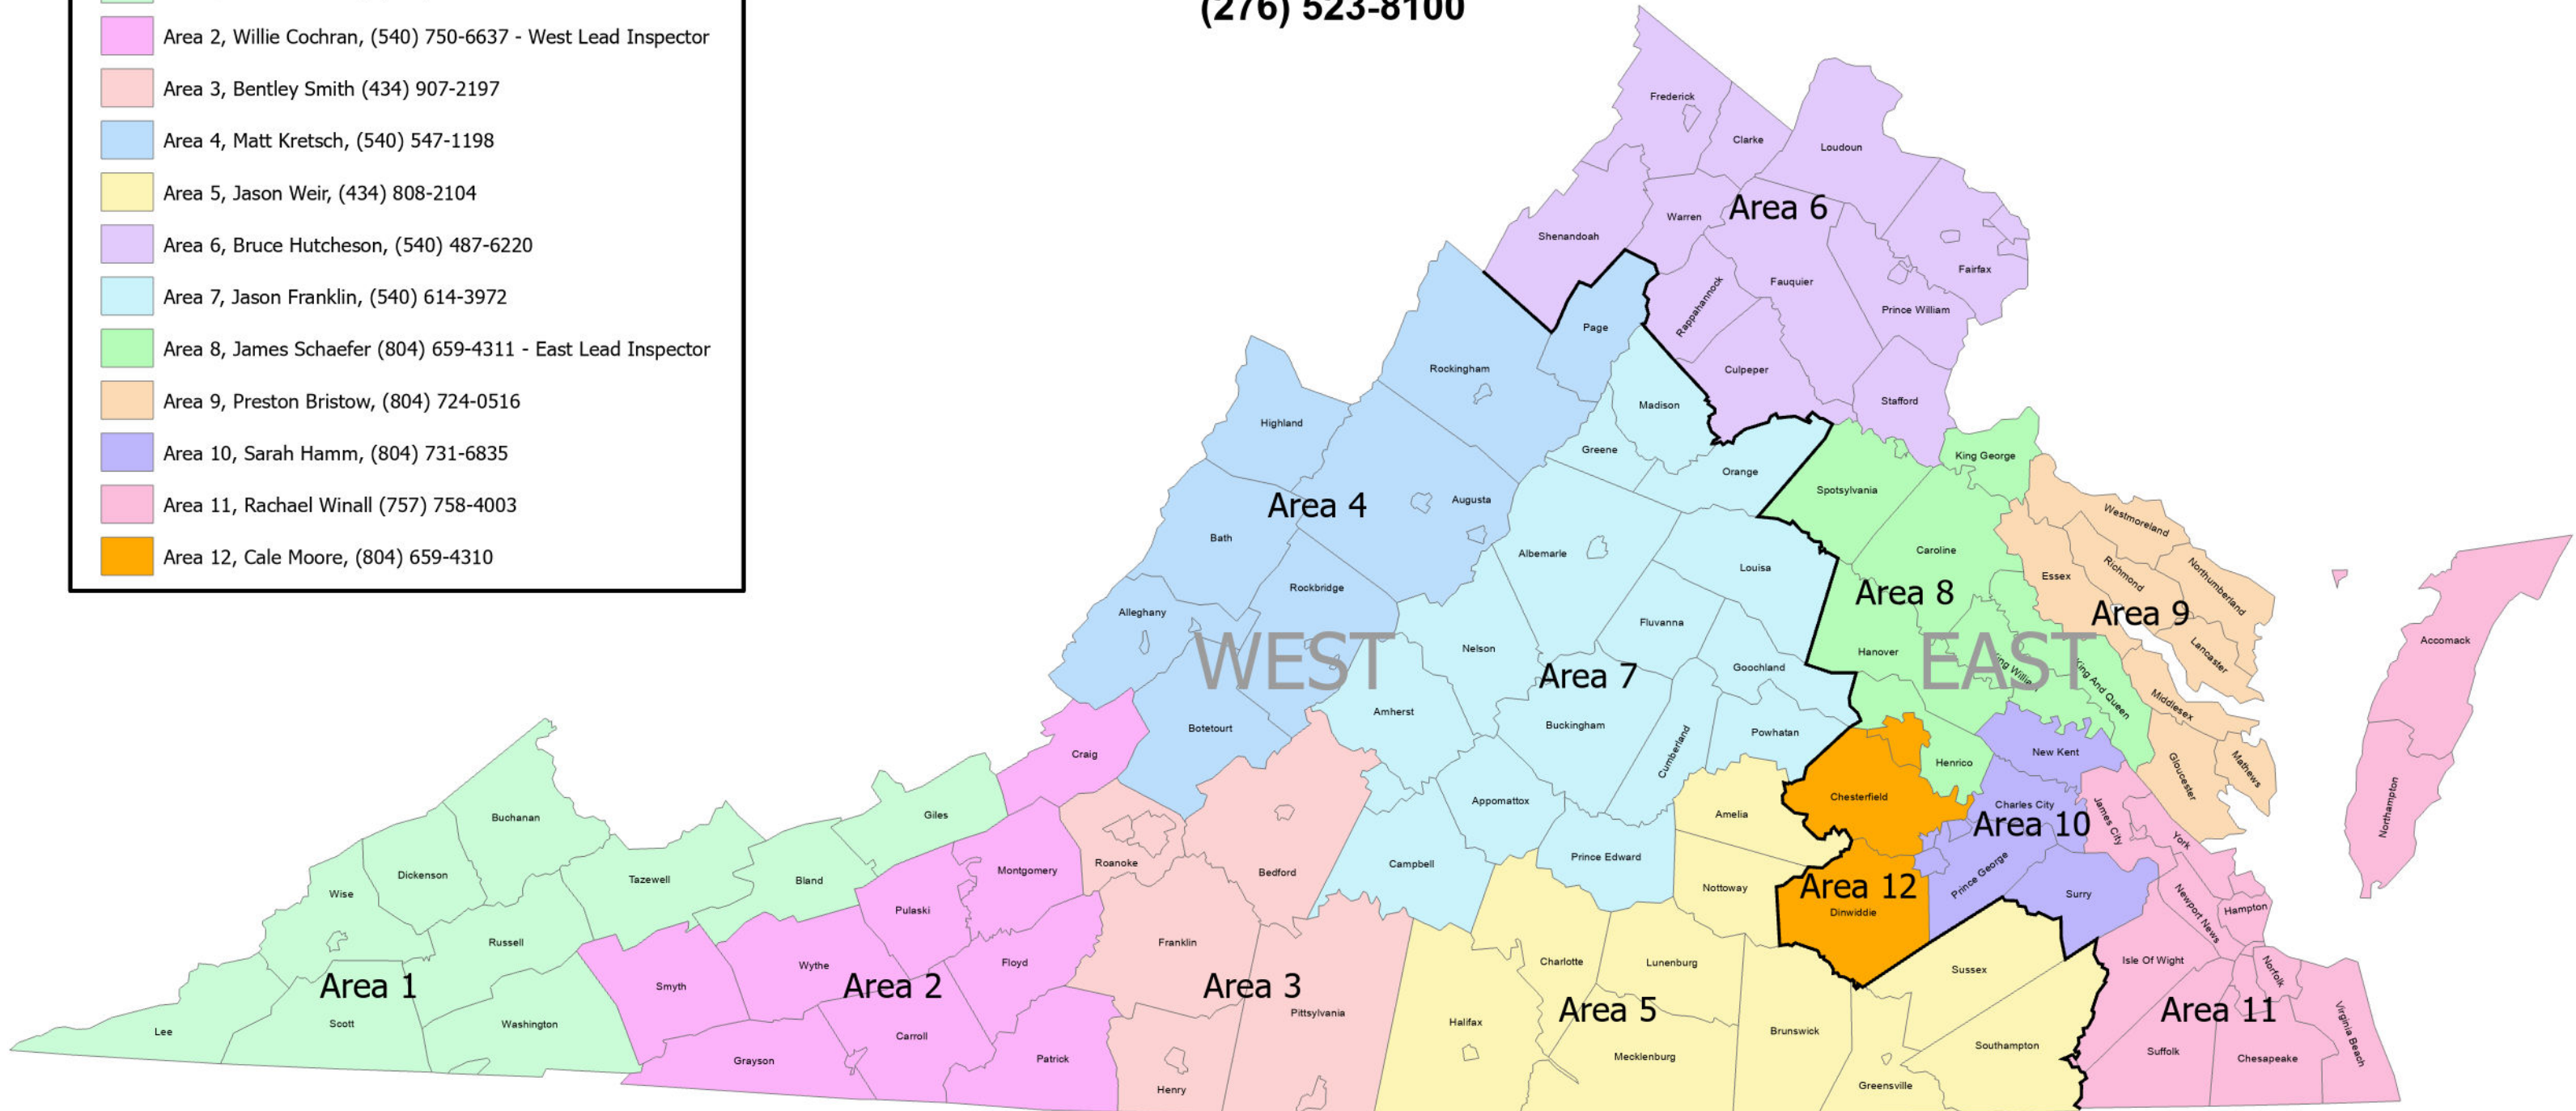 (276) 523-8100
Area 2, Willie Cochran, (540) 750-6637 - West Lead Inspector
Area 3, Bentley Smith (434) 907-2197
Area 4, Matt Kretsch, (540) 547-1198
Area 5, Jason Weir, (434) 808-2104
Area 6, Bruce Hutcheson, (540) 487-6220
Area 7, Jason Franklin, (540) 614-3972
Area 8, James Schaefer (804) 659-4311 - East Lead Inspector
Area 9, Preston Bristow, (804) 724-0516
Area 10, Sarah Hamm, (804) 731-6835
Area 11, Rachael Winall (757) 758-4003
Area 12, Cale Moore, (804) 659-4310
Frederick
Clarke
Loudoun
Warren
Area 6
Shenandoah
Fairfax
Fauquier
Rappahannock
Prince William
Page
Culpeper
Stafford
Rockingham
Highland
Madison
Greene
Orange
King George
Spotsylvania
Area 4
Augusta
Bath
Albemarle
Louisa
Caroline
Westmoreland
Richmond
Northumberland
Essex
Area 8
Area 9
Rockbridge
Alleghany
Fluvanna
Lancaster
Accomack
WEST
EAST
Nelson
Area 7
Goochland
Hanover
King William
King And Queen
Middlesex
Amherst
Botetourt
Buckingham
Cumberland
Powhatan
Craig
New Kent
Henrico
Gloucester
Mathews
Northampton
Chesterfield
Appomattox
Amelia
Charles City
Area 10
James City
York
Buchanan
Giles
Dickenson
Wise
Tazewell
Bland
Montgomery
Roanoke
Bedford
Campbell
Prince Edward
Nottoway
Area 12
Dinwiddie
Prince George
Surry
Newport News
Hampton
Pulaski
Russell
Franklin
Wythe
Floyd
Charlotte
Lunenburg
Sussex
Isle Of Wight
Norfolk
Area 1
Smyth
Area 2
Area 3
Area 5
Area 11
Lee
Scott
Washington
Pittsylvania
Halifax
Brunswick
Virginia Beach
Grayson
Carroll
Patrick
Mecklenburg
Southampton
Suffolk
Chesapeake
Henry
Greensville